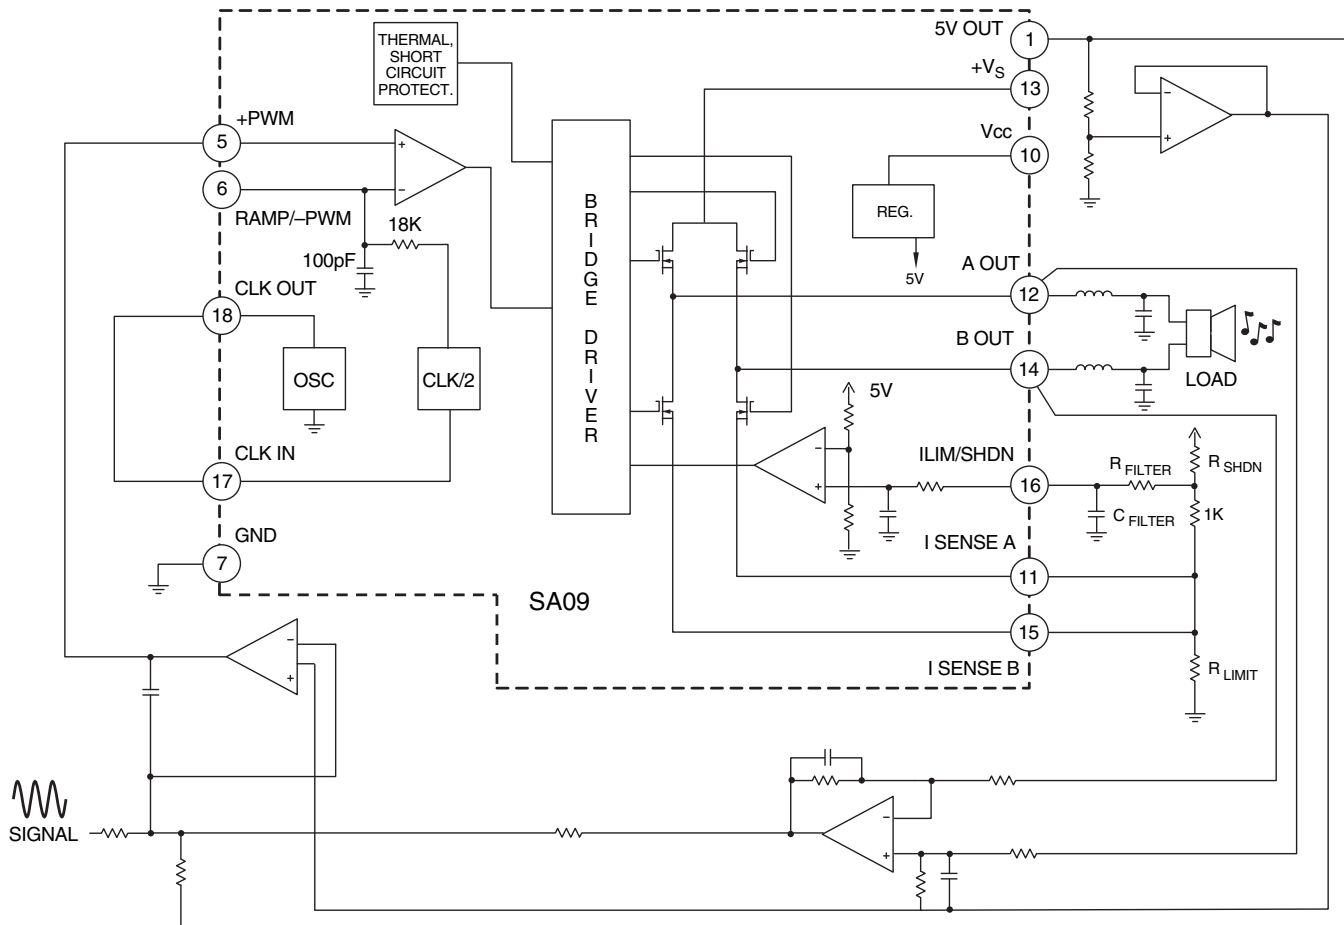 5V OUT
1
THERMAL,
SHORT
CIRCUIT
PROTECT.
+VS
13
+PWM
5
+
–
Vcc
10
–
+
6
RAMP/–PWM
18K
100pF
BRIDGE DRIVER
REG.
5V
A OUT
12
CLK OUT
18
OSC
CLK/2
B OUT
14
LOAD
5V
CLK IN
17
–
+
ILIM/SHDN
16
R FILTER
R SHDN
C FILTER
1K
GND
7
I SENSE A
11
SA09
15
I SENSE B
R LIMIT
–
+
SIGNAL
–
+